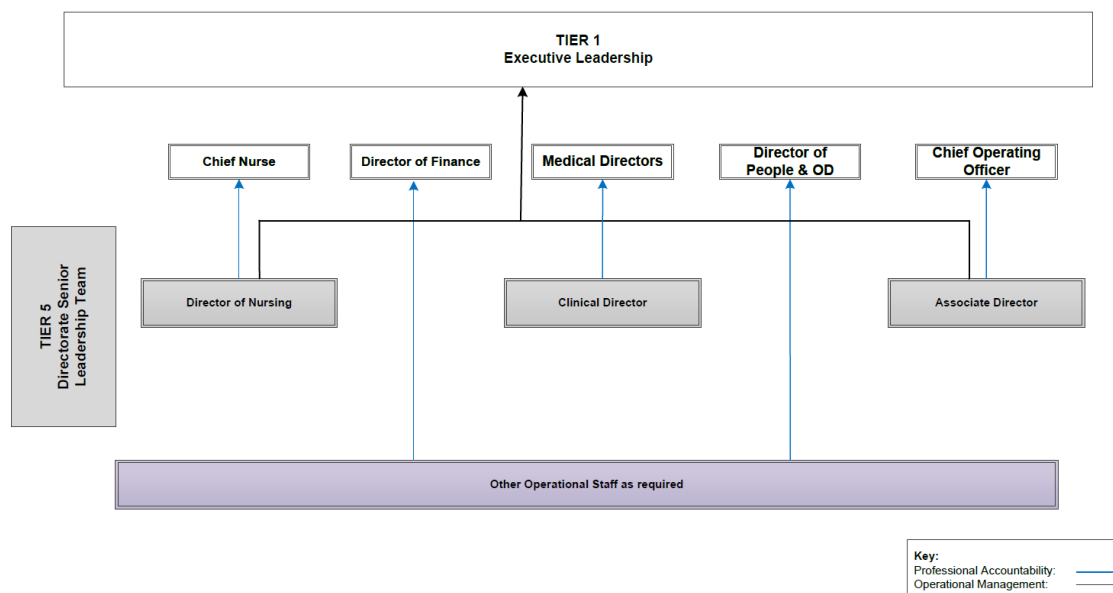 TIER 1
Executive Leadership
Chief Nurse
Director of Finance
Medical Directors
Director of
People & OD
Chief Operating
Officer
TIER 5
Directorate Senior
Leadership Team
Director of Nursing
Clinical Director
Associate Director
Other Operational Staff as required
Key:
Professional Accountability:
Operational Management: